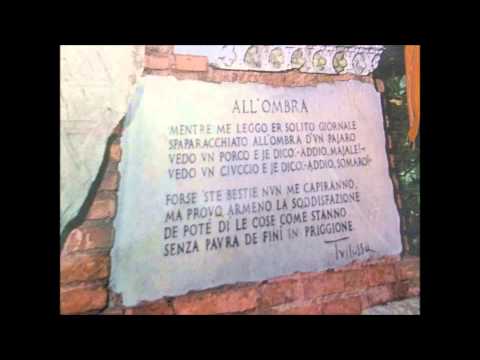 ALL'OMBRA
MENTRE ME LEGGO ER SOLITO GIORNALE
SPAPARACCHIATO ALL'OMBRA D'VN PAJARO
VEDO VN PORCO E JE DICO:-ADDIO, MAJALE!-
VEDO VN CIVCCIO E JE DICO:-ADDIO, SOMARO!-
FORSE 'STE BESTIE NVN ME CAPIRANNO,
MA PROVO ARMENO LA SODDISFAZIONE
DE POTÉ DI LE COSE COME STANNO
SENZA PAVRA DE FINÌ IN PRIGGIONE.
Trilussa